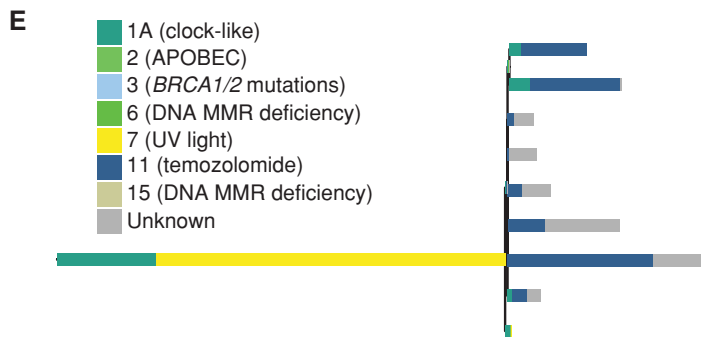 E
1A (clock-like)
2 (APOBEC)
3 (BRCA1/2 mutations)
6 (DNA MMR deficiency)
7 (UV light)
11 (temozolomide)
15 (DNA MMR deficiency)
Unknown